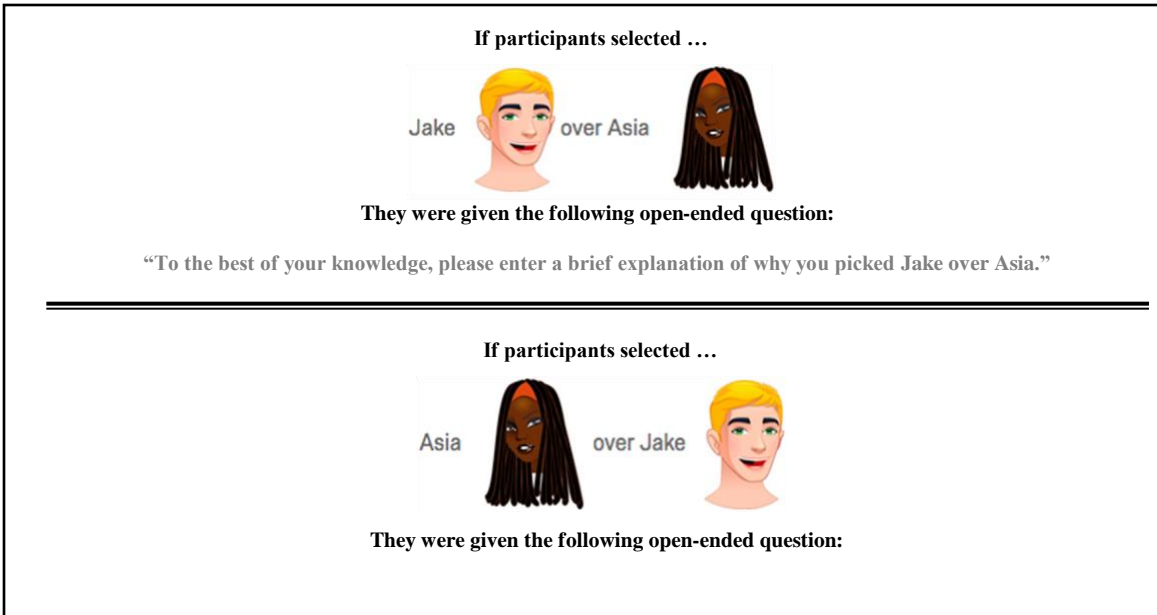 If participants selected …
Jake over Asia
They were given the following open-ended question:
“To the best of your knowledge, please enter a brief explanation of why you picked Jake over Asia.”
If participants selected …
Asia over Jake
They were given the following open-ended question: